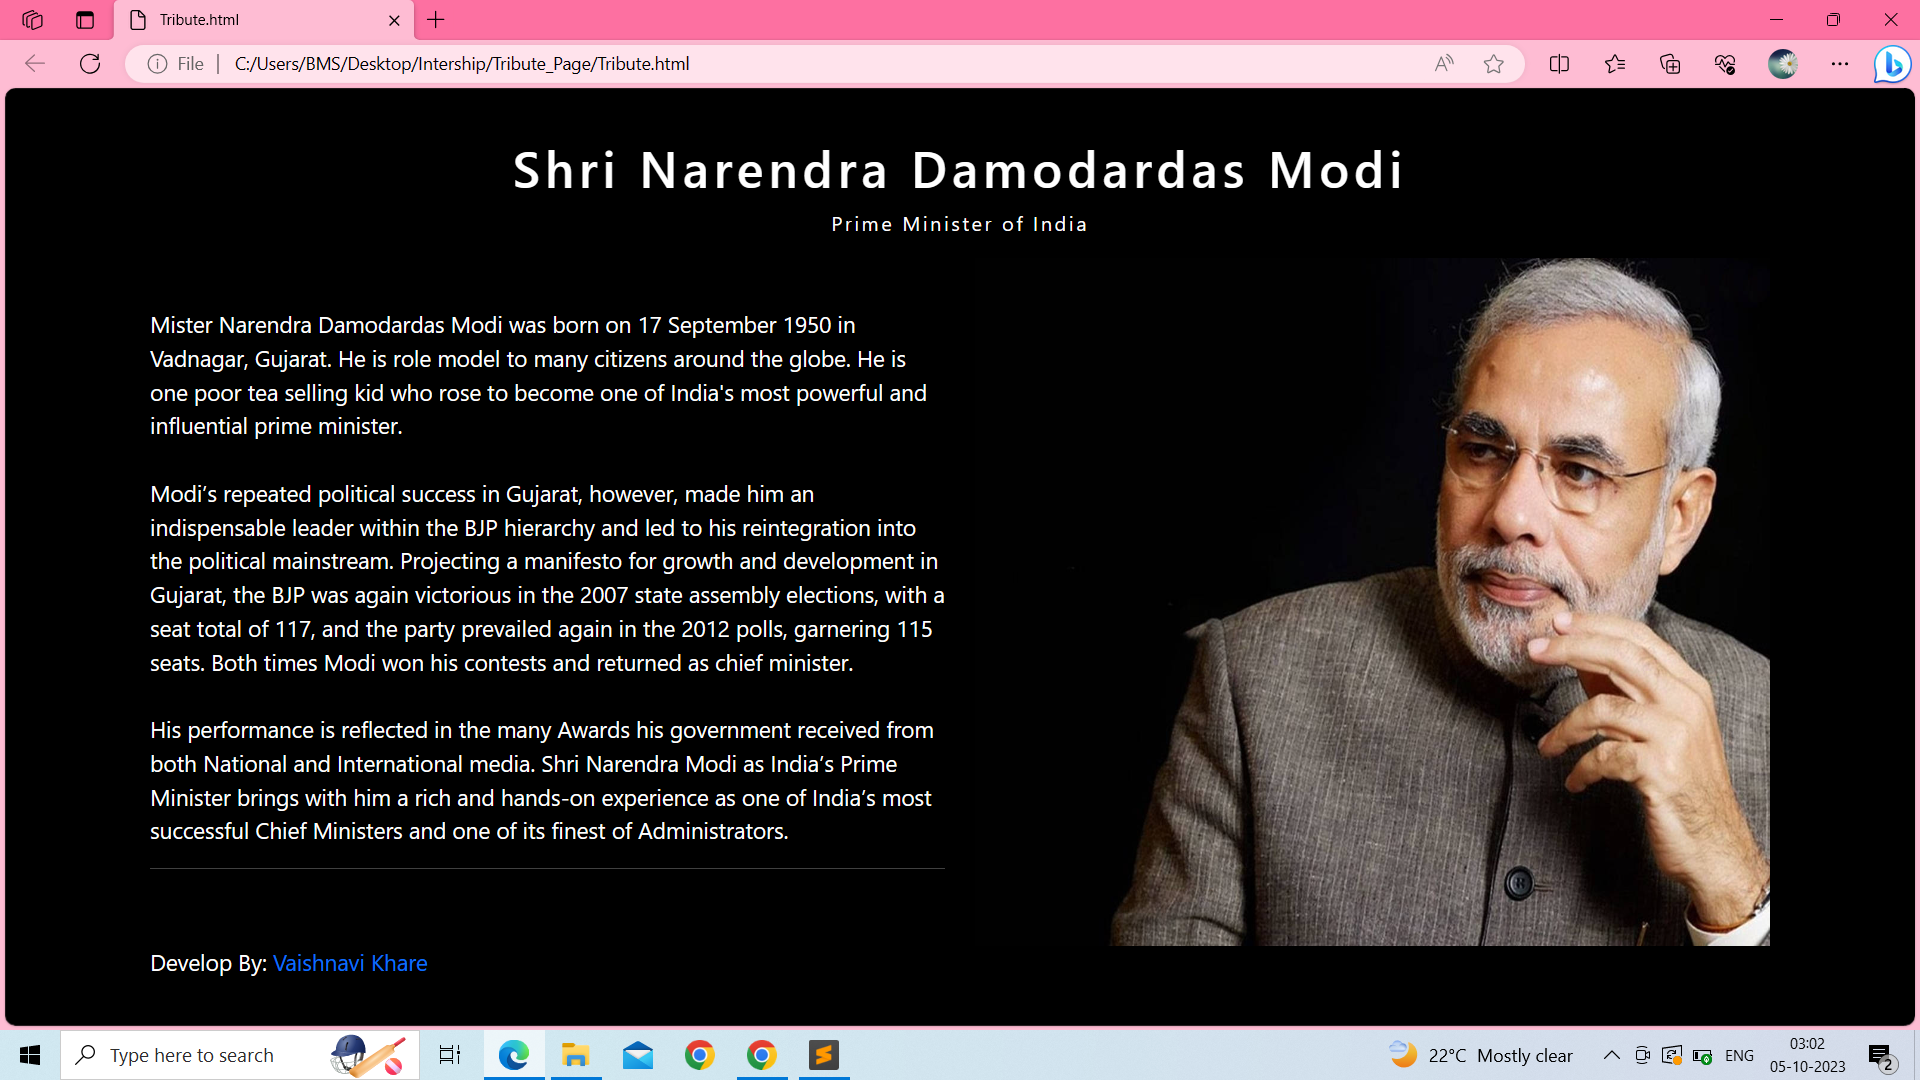 Tribute.html
File
C:/Users/BMS/Desktop/Intership/Tribute_Page/Tribute.html
Shri Narendra Damodardas Modi
Prime Minister of India
Mister Narendra Damodardas Modi was born on 17 September 1950 in
Vadnagar, Gujarat. He is role model to many citizens around the globe. He is
one poor tea selling kid who rose to become one of India's most powerful and
influential prime minister.
Modi’s repeated political success in Gujarat, however, made him an
indispensable leader within the BJP hierarchy and led to his reintegration into
the political mainstream. Projecting a manifesto for growth and development in
Gujarat, the BJP was again victorious in the 2007 state assembly elections, with a
seat total of 117, and the party prevailed again in the 2012 polls, garnering 115
seats. Both times Modi won his contests and returned as chief minister.
His performance is reflected in the many Awards his government received from
both National and International media. Shri Narendra Modi as India’s Prime
Minister brings with him a rich and hands-on experience as one of India’s most
successful Chief Ministers and one of its finest of Administrators.
Develop By: Vaishnavi Khare
Type here to search
22°C Mostly clear
ENG
03:02
05-10-2023
2